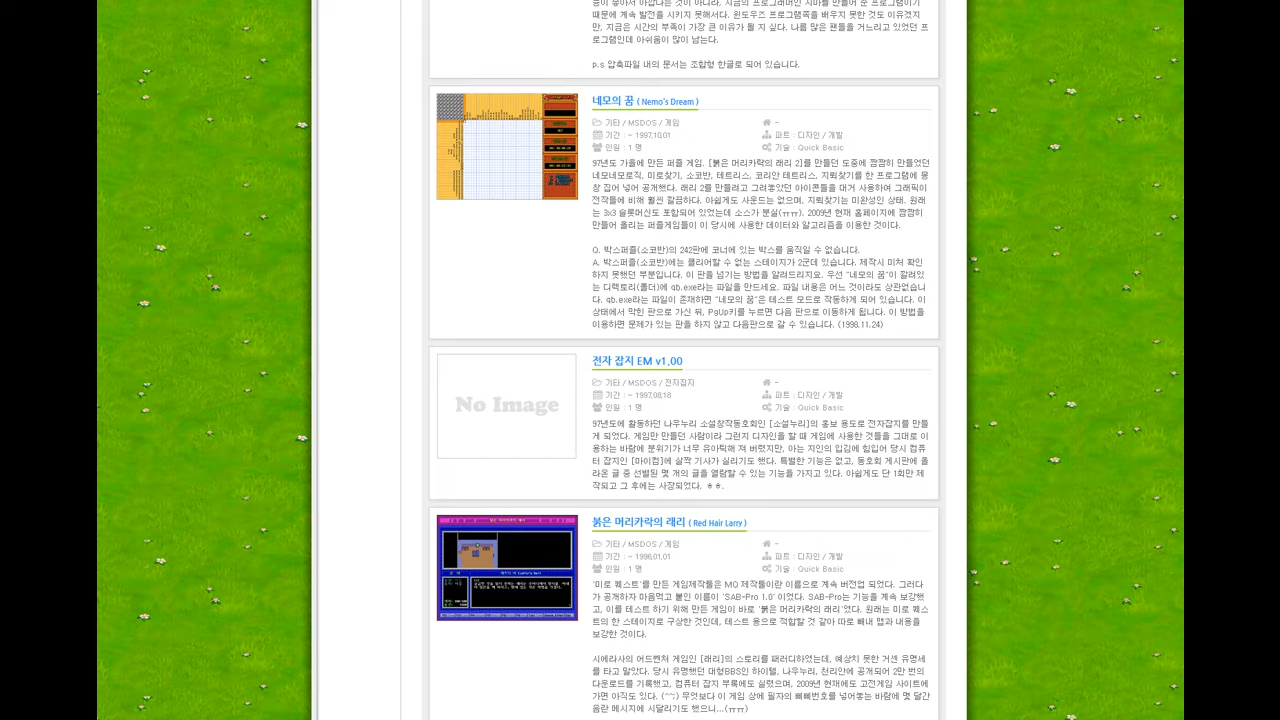 때문에 계속 발전을 시키지 못해서다. 윈도우즈 프로그램쪽을 배우지 못한 것도 이유겠지
만, 지금은 시간의 부족이 가장 큰 이유가 될 지 싶다. 나름 많은 팬들을 거느리고 있었던 프
로그램인데 아쉬움이 많이 남는다.
p.s 압축파일 내의 문서는 조합형 한글로 되어 있습니다.
네모의 꿈 ( Nemo's Dream )
기타 / MSDOS / 게임
–
기간 : ~ 1997.10.01
파트 : 디자인 / 개발
인원 : 1 명
기술 : Quick Basic
97년도 가을에 만든 퍼즐 게임. [붉은 머리카락의 래리 2]를 만들던 도중에 짬짬히 만들었던
네모네모로직, 미로찾기, 소코반, 테트리스, 코리안 테트리스, 지뢰찾기를 한 프로그램에 몽
창 집어 넣어 공개했다. 래리 2를 만들려고 그려놓았던 아이콘들을 대거 사용하여 그래픽이
전작들에 비해 훨씬 깔끔하다. 아쉽게도 사운드는 없으며, 지뢰찾기는 미완성인 상태. 원래
는 3x3 슬롯머신도 포함되어 있었는데 소스가 분실(ㅠㅠ). 2009년 현재 홈페이지에 짬짬히
만들어 올리는 퍼즐게임들이 이 당시에 사용한 데이터와 알고리즘을 이용한 것이다.
Q. 박스퍼즐(소코반)의 242판에 코너에 있는 박스를 움직일 수 없습니다.
A. 박스퍼즐(소코반)에는 클리어할 수 없는 스테이지가 2군데 있습니다. 제작시 미처 확인
하지 못했던 부분입니다. 이 판을 넘기는 방법을 알려드리지요. 우선 "네모의 꿈"이 깔려있
는 디렉토리(폴더)에 qb.exe라는 파일을 만드세요. 파일 내용은 어느 것이라도 상관없습니
다. qb.exe라는 파일이 존재하면 "네모의 꿈"은 테스트 모드로 작동하게 되어 있습니다. 이
상태에서 막힌 판으로 가신 뒤, PgUp키를 누르면 다음 판으로 이동하게 됩니다. 이 방법을
이용하면 문제가 있는 판을 하지 않고 다음판으로 갈 수 있습니다. (1998.11.24)
전자 잡지 EM v1.00
기타 / MSDOS / 전자잡지
–
기간 : ~ 1997.08.18
파트 : 디자인 / 개발
인원 : 1 명
기술 : Quick Basic
No Image
97년도에 활동하던 나우누리 소설창작동호회인 [소설누리]의 홍보 용도로 전자잡지를 만들
게 되었다. 게임만 만들던 사람이라 그런지 디자인을 할 때 게임에 사용한 것들을 그대로 이
용하는 바람에 분위기가 너무 유아틱해 져 버렸지만, 아는 지인의 입김에 힘입어 당시 컴퓨
터 잡지인 [마이컴]에 살짝 기사가 실리기도 했다. 특별한 기능은 없고, 동호회 게시판에 올
라온 글 중 선별된 몇 개의 글을 열람할 수 있는 기능을 가지고 있다. 아쉽게도 단 1회만 제
작되고 그 후에는 사장되었다. ㅎㅎ.
붉은 머리카락의 래리 ( Red Hair Larry )
기타 / MSDOS / 게임
–
기간 : ~ 1996.01.01
파트 : 디자인 / 개발
인원 : 1 명
기술 : Quick Basic
'미로 퀘스트'를 만든 게임제작툴은 MQ 제작툴이란 이름으로 계속 버전업 되었다. 그러다
가 공개하자 마음먹고 붙인 이름이 'SAB-Pro 1.0' 이었다. SAB-Pro는 기능을 계속 보강했
고, 이를 테스트 하기 위해 만든 게임이 바로 '붉은 머리카락의 래리'였다. 원래는 미로 퀘스
트의 한 스테이지로 구상한 것인데, 테스트 용으로 적합할 것 같아 따로 빼내 맵과 내용을
보강한 것이다.
시에라사의 어드벤처 게임인 [래리]의 스토리를 패러디하였는데, 예상치 못한 거센 유명세
를 타고 말았다. 당시 유명했던 대형BBS인 하이텔, 나우누리, 천리안에 공개되어 2만 번의
다운로드를 기록했고, 컴퓨터 잡지 부록에도 실렸으며, 2009년 현재에도 고전게임 사이트에
가면 아직도 있다. (^^;) 무엇보다 이 게임 상에 필자의 삐삐번호를 넣어놓는 바람에 몇 달간
음란 메시지에 시달리기도 했으니...(ㅠㅠ)